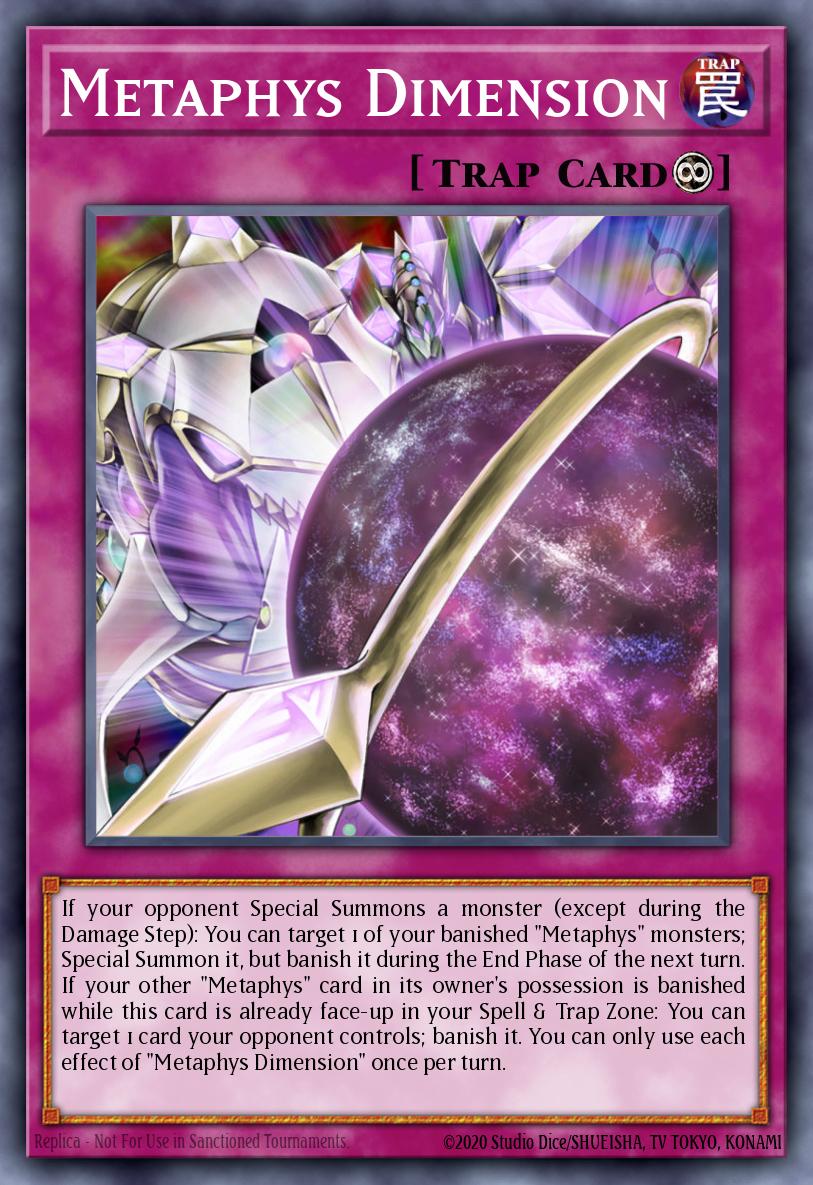 Metaphys Dimension
TRAP
罠
[ Trap Card ]
If your opponent Special Summons a monster (except during the
Damage Step): You can target 1 of your banished "Metaphys" monsters;
Special Summon it, but banish it during the End Phase of the next turn.
If your other "Metaphys" card in its owner's possession is banished
while this card is already face-up in your Spell & Trap Zone: You can
target 1 card your opponent controls; banish it. You can only use each
effect of "Metaphys Dimension" once per turn.
Replica - Not For Use in Sanctioned Tournaments.
©2020 Studio Dice/SHUEISHA, TV TOKYO, KONAMI